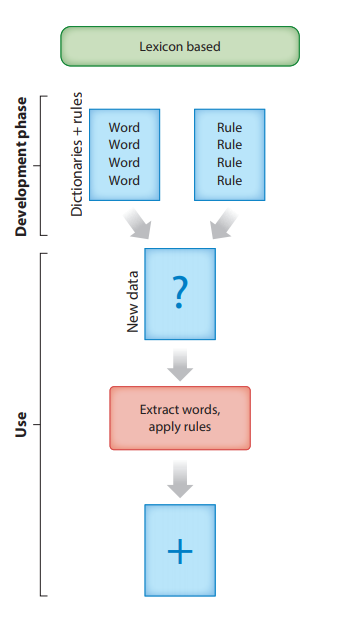 Lexicon based
Development phase
Dictionaries + rules
Word
Word
Word
Word
Rule
Rule
Rule
Rule
Use
New data
?
Extract words,
apply rules
+